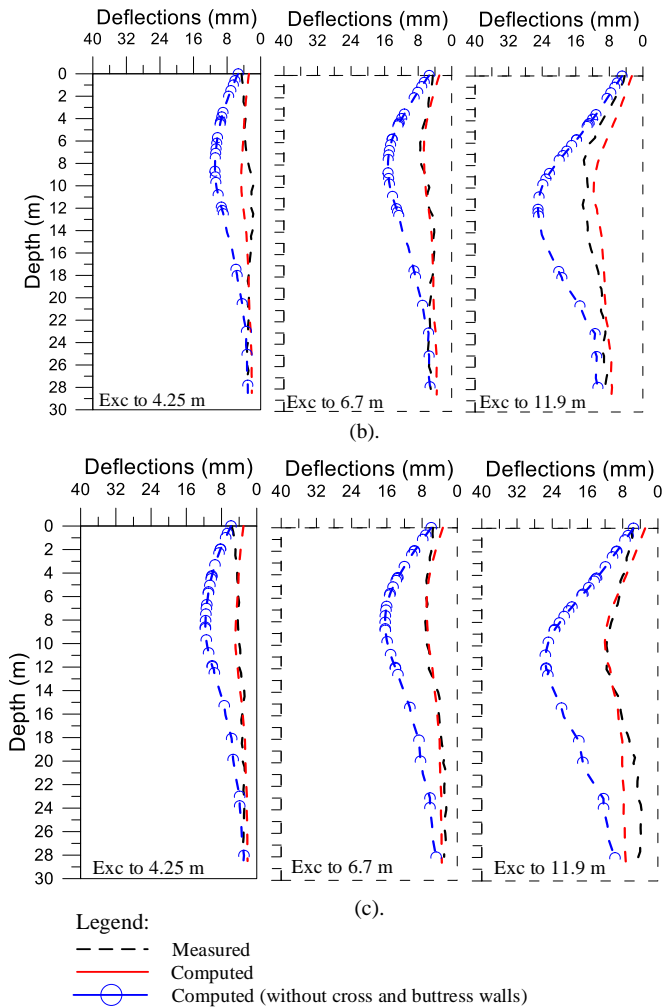 Deflections (mm) Deflections (mm) Deflections (mm)
40 32 24 16 8 0 40 32 24 16 8 0 40 32 24 16 8 0
0
2
4
6
8
10
12
14
16
18
20
22
24
26
28
30
Depth (m)
Exc to 4.25 m Exc to 6.7 m Exc to 11.9 m
(b).
Deflections (mm) Deflections (mm) Deflections (mm)
40 32 24 16 8 0 40 32 24 16 8 0 40 32 24 16 8 0
0
2
4
6
8
10
12
14
16
18
20
22
24
26
28
30
Depth (m)
Exc to 4.25 m Exc to 6.7 m Exc to 11.9 m
(c).
Legend:
Measured
Computed
Computed (without cross and buttress walls)